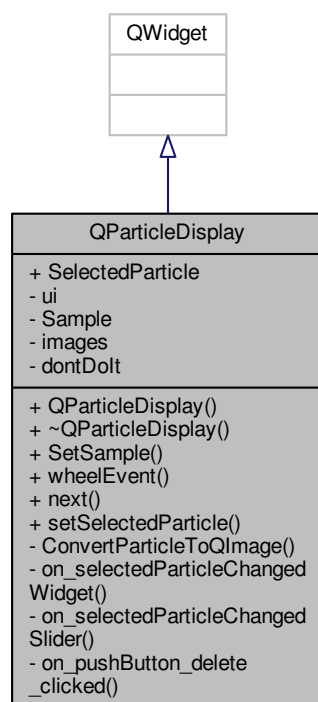 QWidget
QParticleDisplay
+ SelectedParticle
- ui
- Sample
- images
- dontDoIt
+ QParticleDisplay()
+ ~QParticleDisplay()
+ SetSample()
+ wheelEvent()
+ next()
+ setSelectedParticle()
- ConvertParticleToQImage()
- on_selectedParticleChanged
Widget()
- on_selectedParticleChanged
Slider()
- on_pushButton_delete
_clicked()